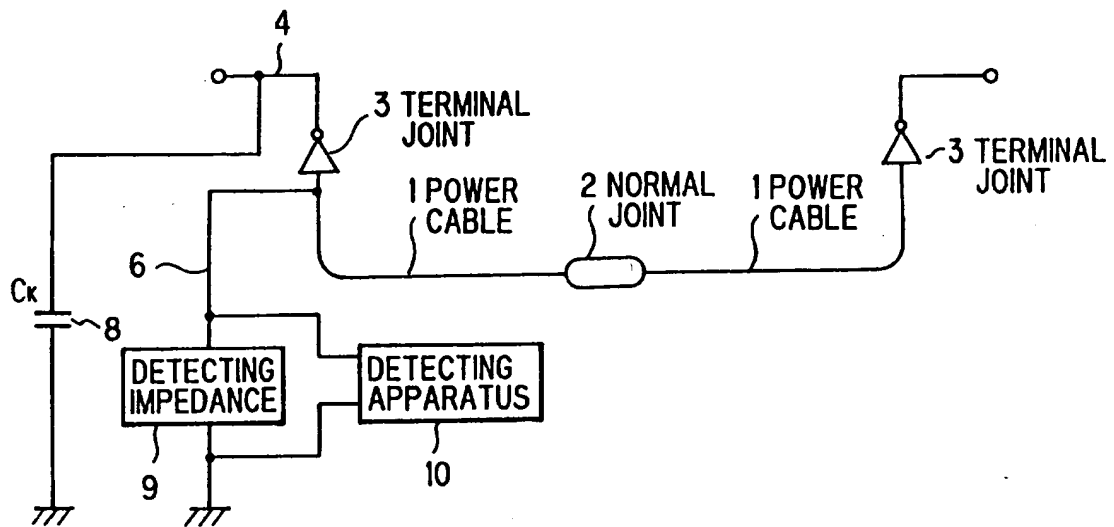 4
3 TERMINAL
JOINT
3 TERMINAL
JOINT
1 POWER
CABLE
2 NORMAL
JOINT
1 POWER
CABLE
6
Cк
8
DETECTING
IMPEDANCE
DETECTING
APPARATUS
9
10